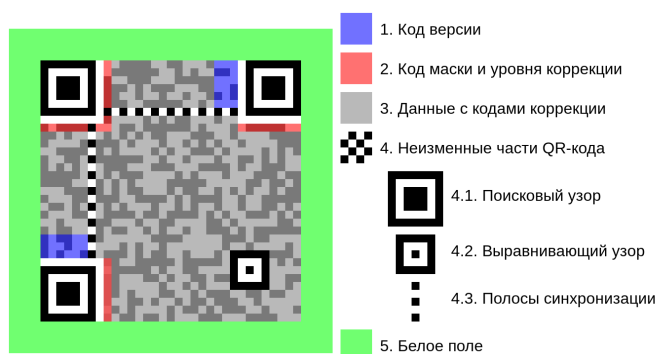 1. Код версии
2. Код маски и уровня коррекции
3. Данные с кодами коррекции
4. Неизменные части QR-кода
4.1. Поисковый узор
4.2. Выравнивающий узор
4.3. Полосы синхронизации
5. Белое поле